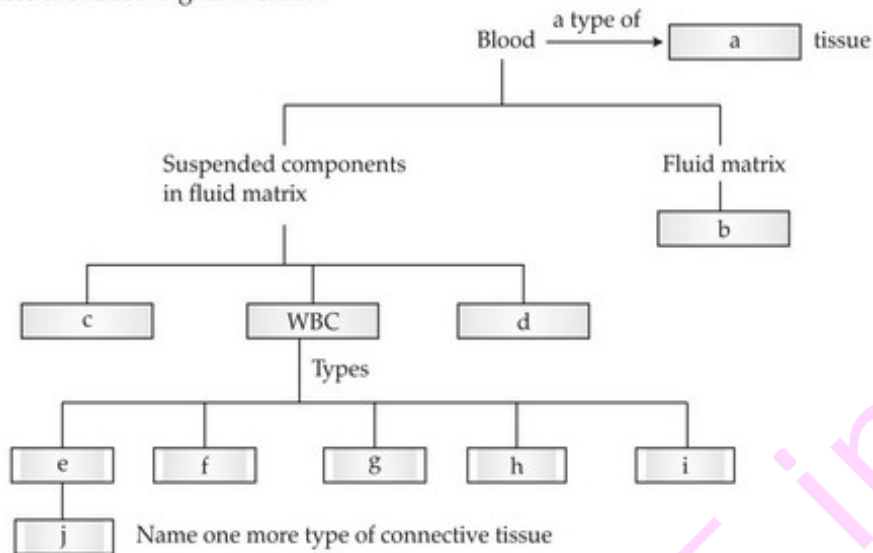 a type of
Blood a tissue
Suspended components
in fluid matrix
Fluid matrix
b
c WBC d
Types
e f g h i
j Name one more type of connective tissue